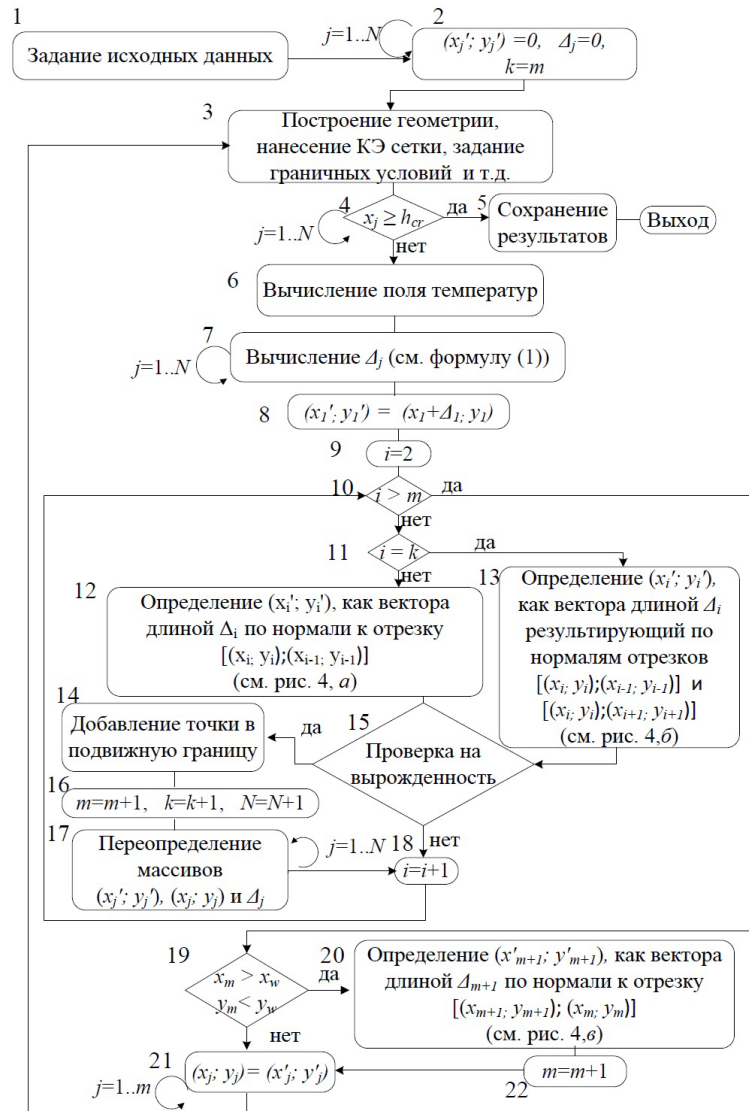 1
Задание исходных данных
j=1..N
2
(xj'; yj') =0, Δj=0,
k=m
3
Построение геометрии,
нанесение КЭ сетки, задание
граничных условий и т.д.
4
xj ≥ hcr
j=1..N
да
нет
5
Сохранение
результатов
Выход
6
Вычисление поля температур
7
j=1..N
Вычисление Δj (см. формулу (1))
8
(x1'; y1') = (x1+Δ1; y1)
9
i=2
10
i > m
да
нет
11
i = k
да
нет
12
Определение (xi'; yi'), как вектора
длиной Δi по нормали к отрезку
[(xi; yi);(xi-1; yi-1)]
(см. рис. 4, а)
13
Определение (xi'; yi'),
как вектора длиной Δi
результирующий по
нормалям отрезков
[(xi; yi);(xi-1; yi-1)] и
[(xi; yi);(xi+1; yi+1)]
(см. рис. 4,б)
14
Добавление точки в
подвижную границу
15
да
Проверка на
вырожденность
нет
16
m=m+1, k=k+1, N=N+1
17
Переопределение
массивов
(xj'; yj'), (xj; yj) и Δj
j=1..N
18
i=i+1
19
xm > xw
ym< yw
да
нет
20
Определение (x'm+1; y'm+1), как вектора
длиной Δm+1 по нормали к отрезку
[(xm+1; ym+1); (xm; ym)]
(см. рис. 4,в)
21
(xj; yj)= (x'j; y'j)
j=1..m
m=m+1
22